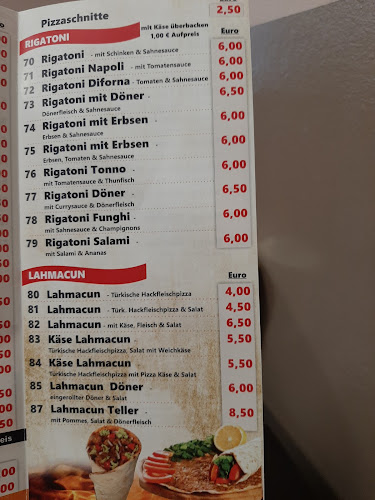 Pizzaschnitte
2,50
RIGATONI
mit Käse überbacken
1,00 € Aufpreis
Euro
70 Rigatoni - mit Schinken & Sahnesauce 6,00
71 Rigatoni Napoli - mit Tomatensauce 6,00
72 Rigatoni Diforna - Tomaten & Sahnesauce 6,00
73 Rigatoni mit Döner - 6,50
Dönerfleisch & Sahnesauce
74 Rigatoni mit Erbsen - 6,00
Erbsen & Sahnesauce
75 Rigatoni mit Erbsen - 6,00
Erbsen, Tomaten & Sahnesauce
76 Rigatoni Tonno - 6,00
mit Tomatensauce & Thunfisch
77 Rigatoni Döner - 6,50
mit Currysauce & Dönerfleisch
78 Rigatoni Funghi - 6,00
mit Sahnesauce & Champignons
79 Rigatoni Salami - 6,00
mit Salami & Ananas
LAHMACUN
Euro
80 Lahmacun - Türkische Hackfleischpizza 4,00
81 Lahmacun - Türk. Hackfleischpizza & Salat 4,50
82 Lahmacun - mit Käse, Fleisch & Salat 6,50
83 Käse Lahmacun - 5,50
Türkische Hackfleischpizza, Salat mit Weichkäse
84 Käse Lahmacun - 5,50
Türkische Hackfleischpizza mit Pizza Käse & Salat
85 Lahmacun Döner - 6,00
eingerollter Döner & Salat
87 Lahmacun Teller - 8,50
mit Pommes, Salat & Dönerfleisch